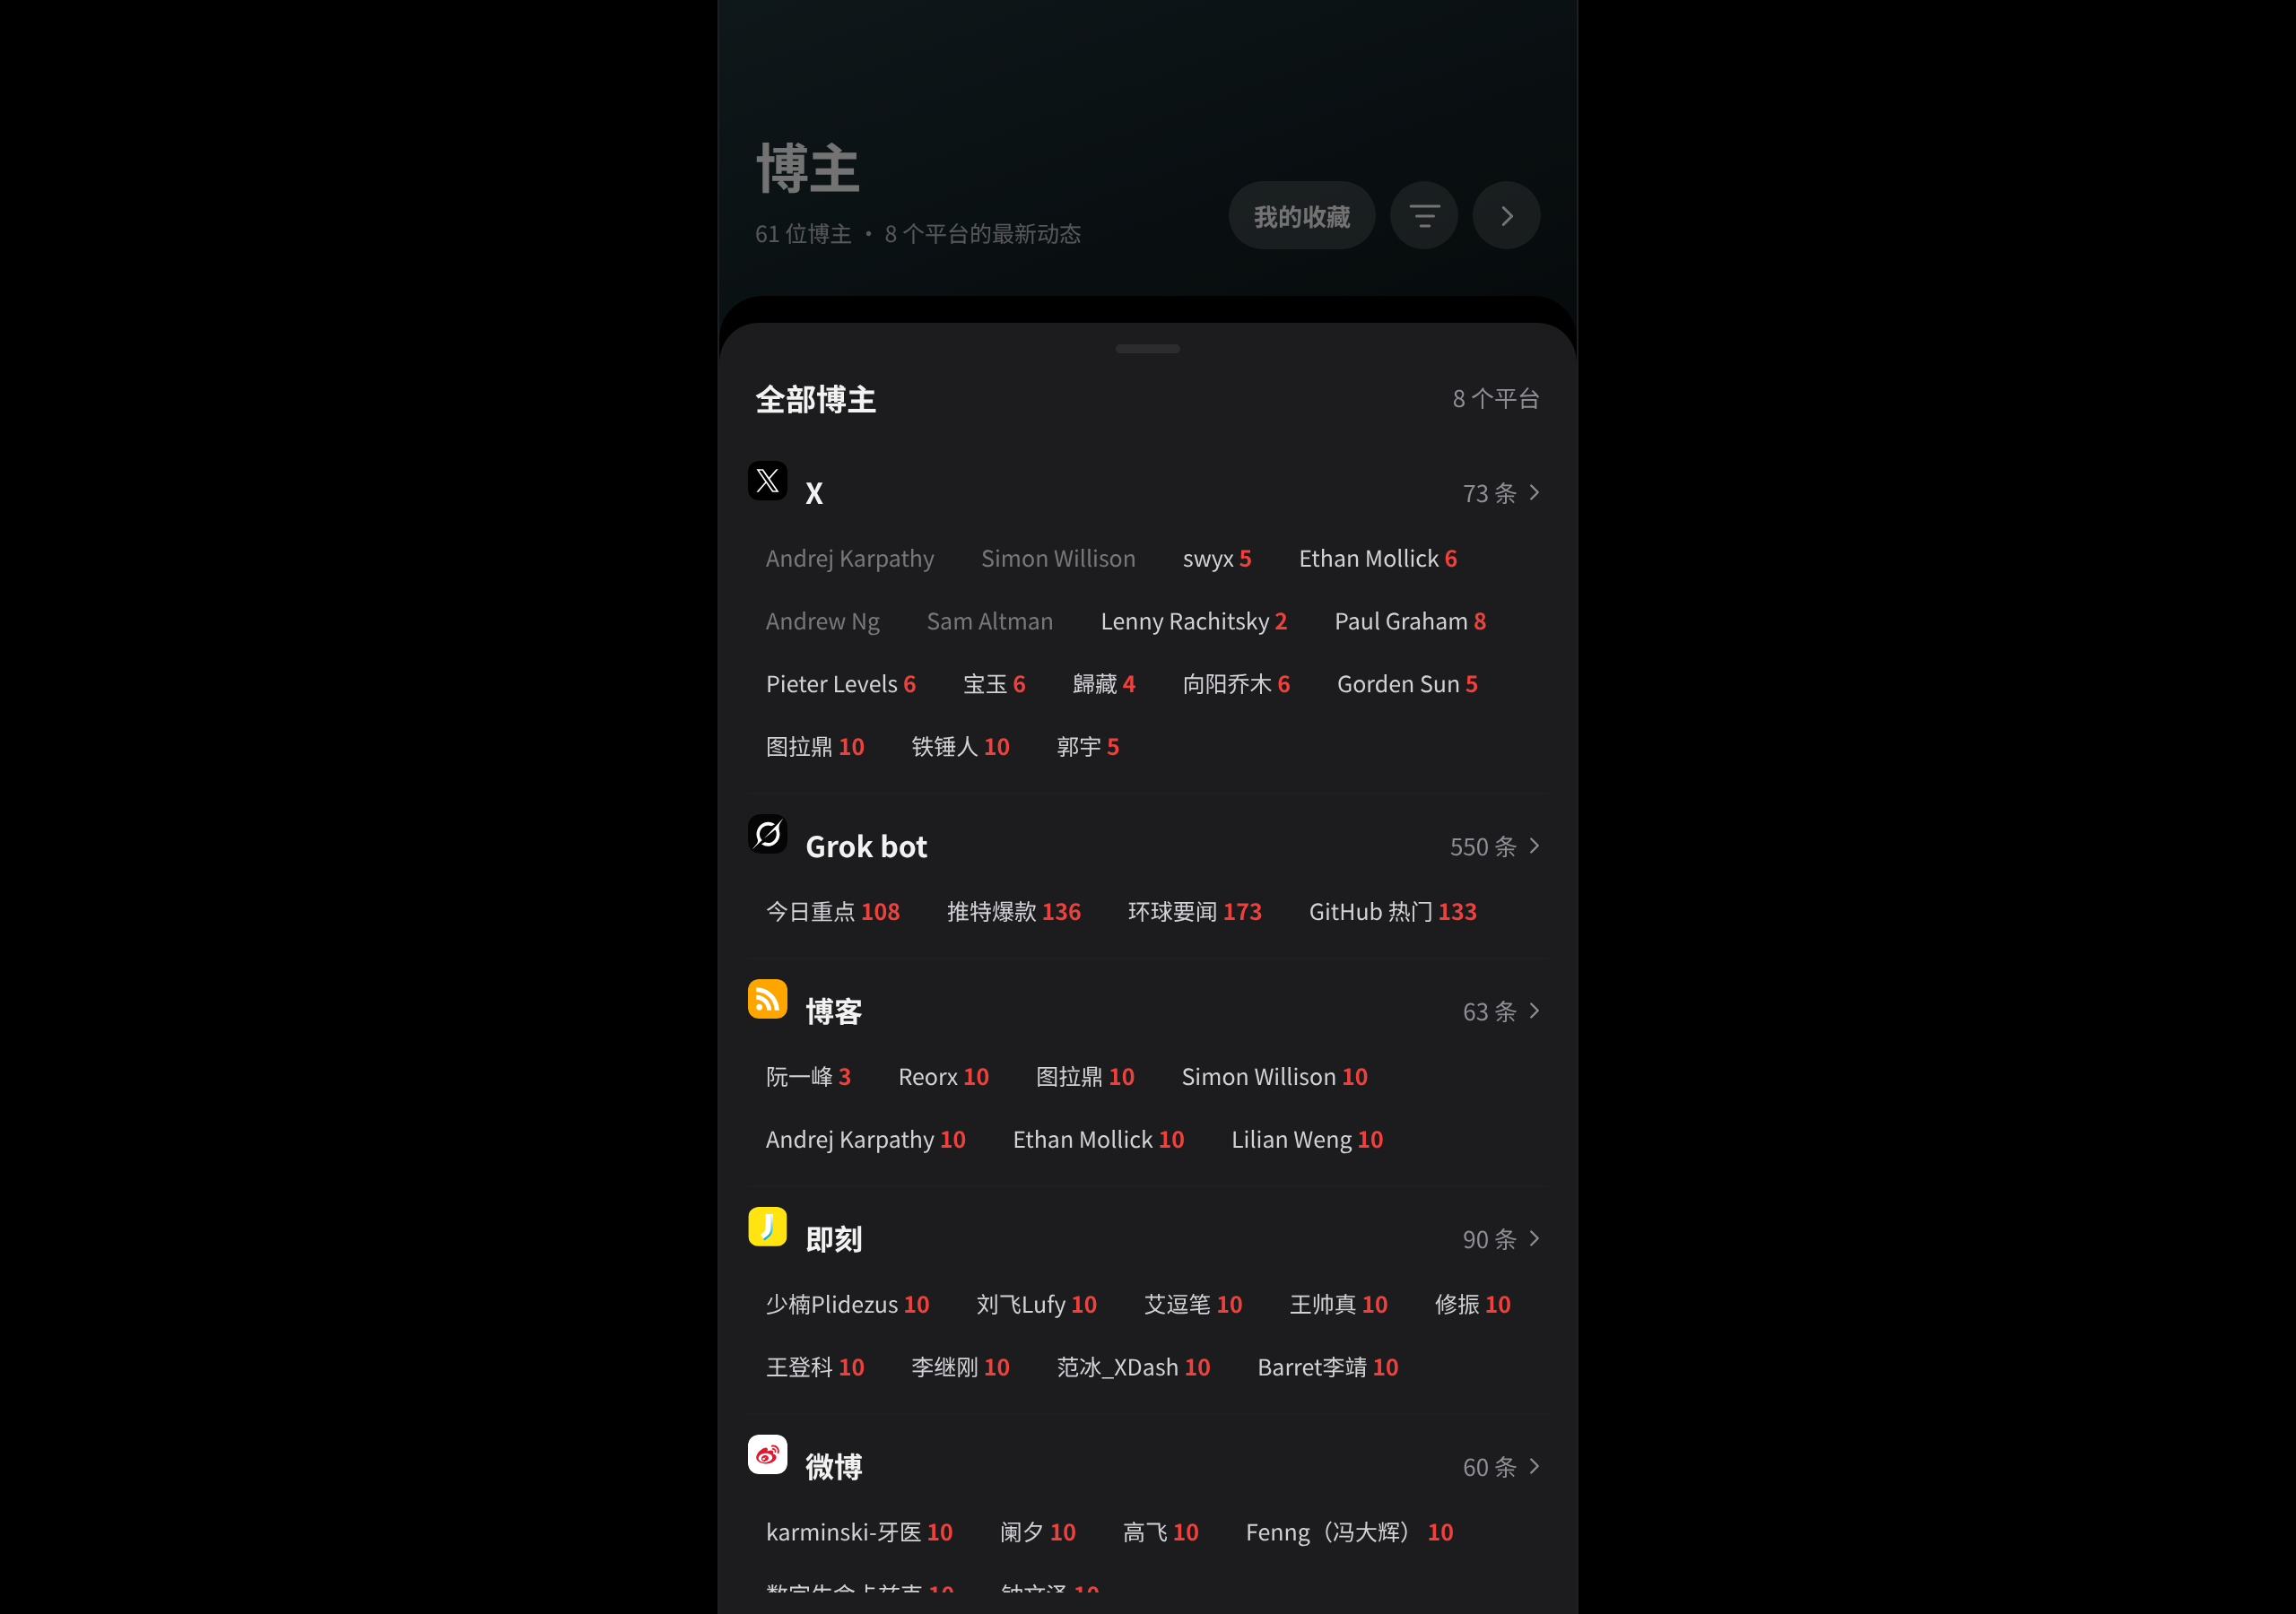 博主
61 位博主 · 8 个平台的最新动态
我的收藏
全部博主
8 个平台
X
73 条
Andrej Karpathy Simon Willison swyx 5 Ethan Mollick 6
Andrew Ng Sam Altman Lenny Rachitsky 2 Paul Graham 8
Pieter Levels 6 宝玉 6 歸藏 4 向阳乔木 6 Gorden Sun 5
图拉鼎 10 铁锤人 10 郭宇 5
Grok bot
550 条
今日重点 108 推特爆款 136 环球要闻 173 GitHub 热门 133
博客
63 条
阮一峰 3 Reorx 10 图拉鼎 10 Simon Willison 10
Andrej Karpathy 10 Ethan Mollick 10 Lilian Weng 10
即刻
90 条
少楠Plidezus 10 刘飞Lufy 10 艾逗笔 10 王帅真 10 修振 10
王登科 10 李继刚 10 范冰_XDash 10 Barret李靖 10
微博
60 条
karminski-牙医 10 阑夕 10 高飞 10 Fenng（冯大辉） 10